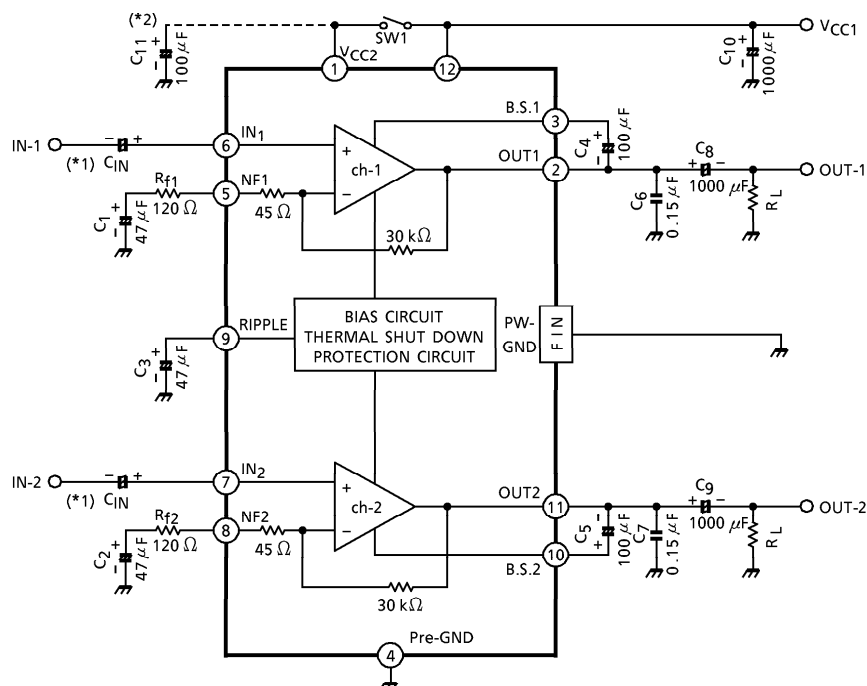 (*2)
C11
+
−
100 μF
SW1
VCC1
VCC2
1
12
C10
+
−
1000 μF
B.S.1
3
C4
+
−
100 μF
IN-1
− +
(*1)
CIN
6
IN1
+
ch-1
−
OUT1
2
C8
+ −
1000 μF
OUT-1
C6
0.15 μF
RL
Rf1
120 Ω
5
NF1
45 Ω
C1
+
−
47 μF
30 kΩ
9
RIPPLE
BIAS CIRCUIT
THERMAL SHUT DOWN
PROTECTION CIRCUIT
PW-
GND
FIN
C3
+
−
47 μF
IN-2
− +
(*1)
CIN
7
IN2
+
ch-2
−
OUT2
11
C9
+ −
1000 μF
OUT-2
Rf2
120 Ω
8
NF2
45 Ω
C2
+
−
47 μF
C5
−
+
100 μF
C7
0.15 μF
RL
10
B.S.2
30 kΩ
Pre-GND
4